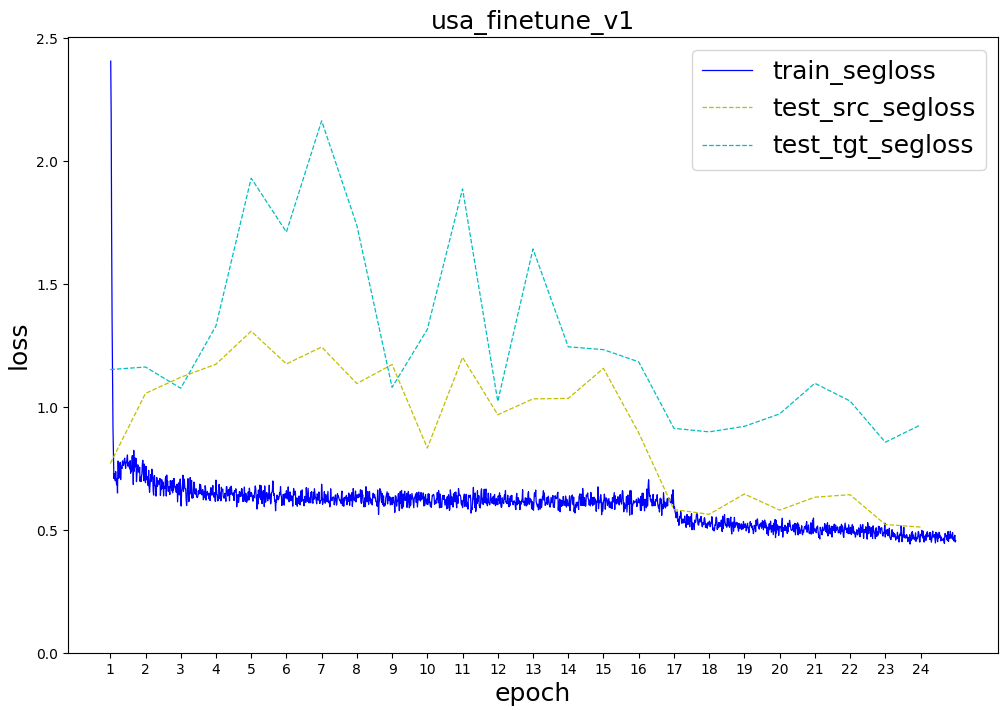 usa_finetune_v1
train_segloss
test_src_segloss
test_tgt_segloss
loss
2.5
2.0
1.5
1.0
0.5
0.0
1 2 3 4 5 6 7 8 9 10 11 12 13 14 15 16 17 18 19 20 21 22 23 24
epoch